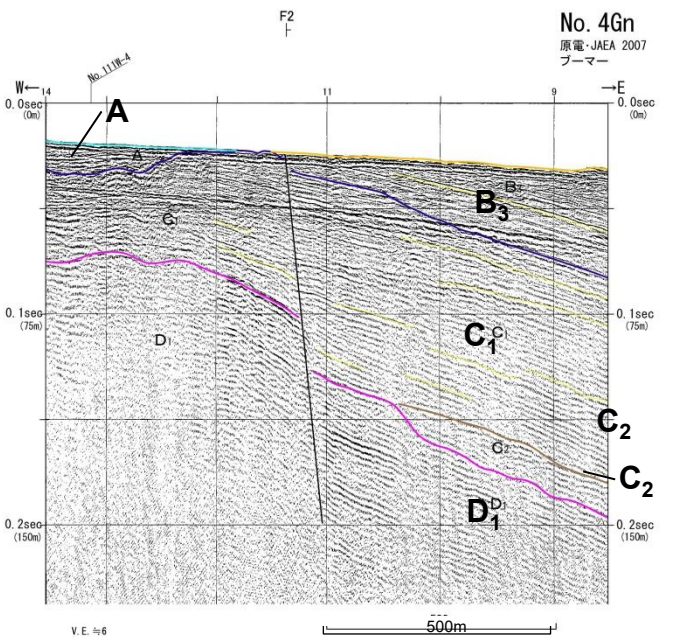 F2
No. 4Gn
原電・JAEA 2007
ブーマー
No.111W-4
W← 14 11 9 →E
0.0sec 0.0sec
(0m) (0m)
A
A
B3
B3
C1
0.1sec 0.1sec
(75m) (75m)
C1 C1
D1
C2
C2
C2
D1 D1
0.2sec 0.2sec
(150m) (150m)
V.E.≒6
500m